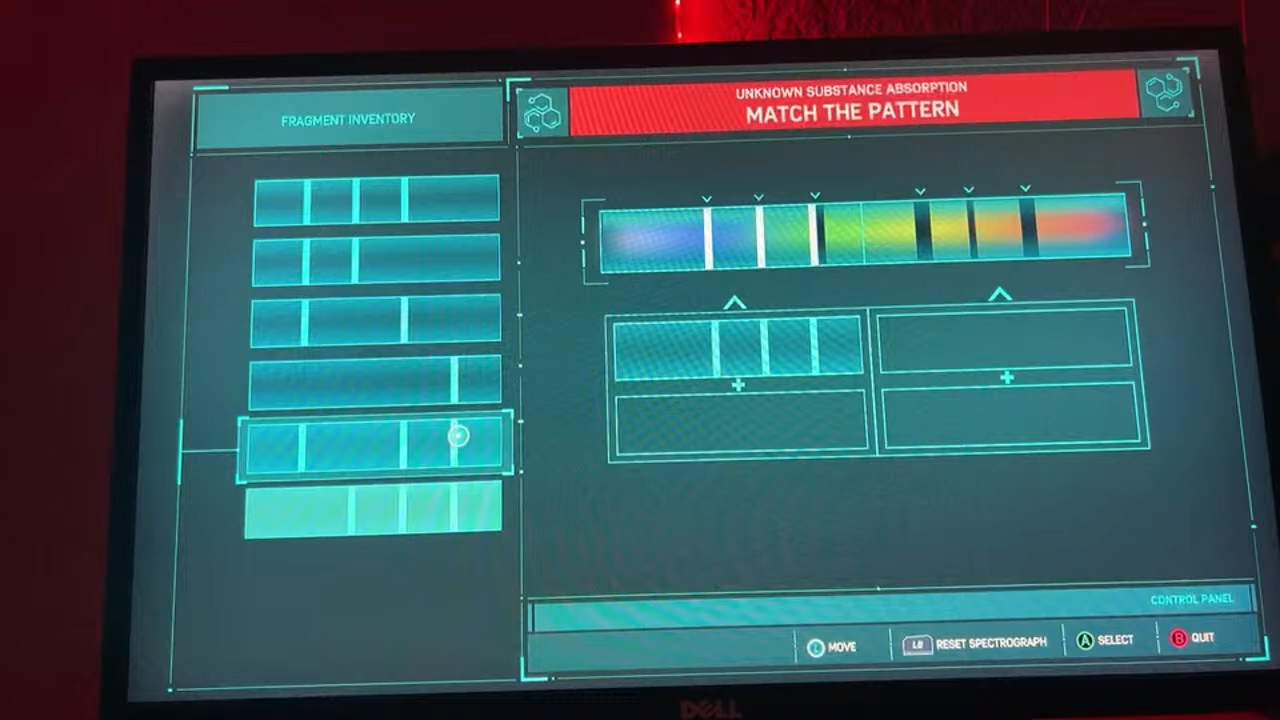 FRAGMENT INVENTORY
UNKNOWN SUBSTANCE ABSORPTION
MATCH THE PATTERN
CONTROL PANEL
L MOVE
LB RESET SPECTROGRAPH
A SELECT
B QUIT
DELL